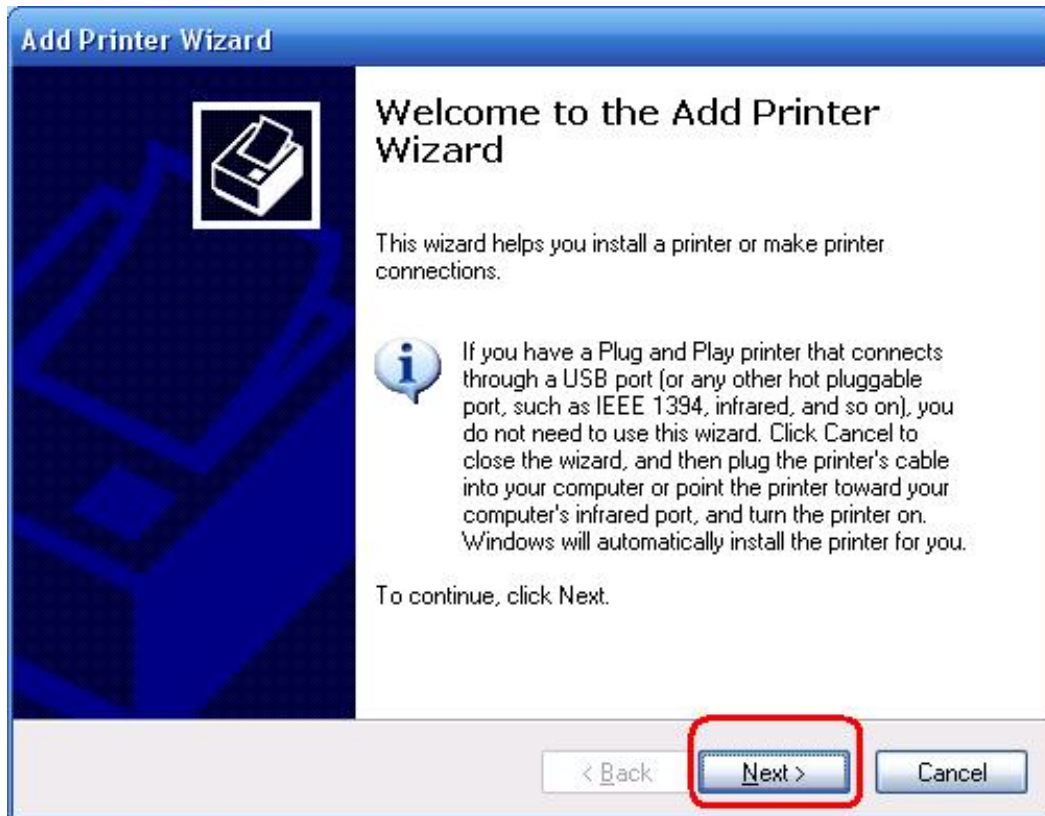 Add Printer Wizard
Welcome to the Add Printer
Wizard
This wizard helps you install a printer or make printer
connections.
If you have a Plug and Play printer that connects
through a USB port (or any other hot pluggable
port, such as IEEE 1394, infrared, and so on), you
do not need to use this wizard. Click Cancel to
close the wizard, and then plug the printer's cable
into your computer or point the printer toward your
computer's infrared port, and turn the printer on.
Windows will automatically install the printer for you.
To continue, click Next.
< Back Next > Cancel